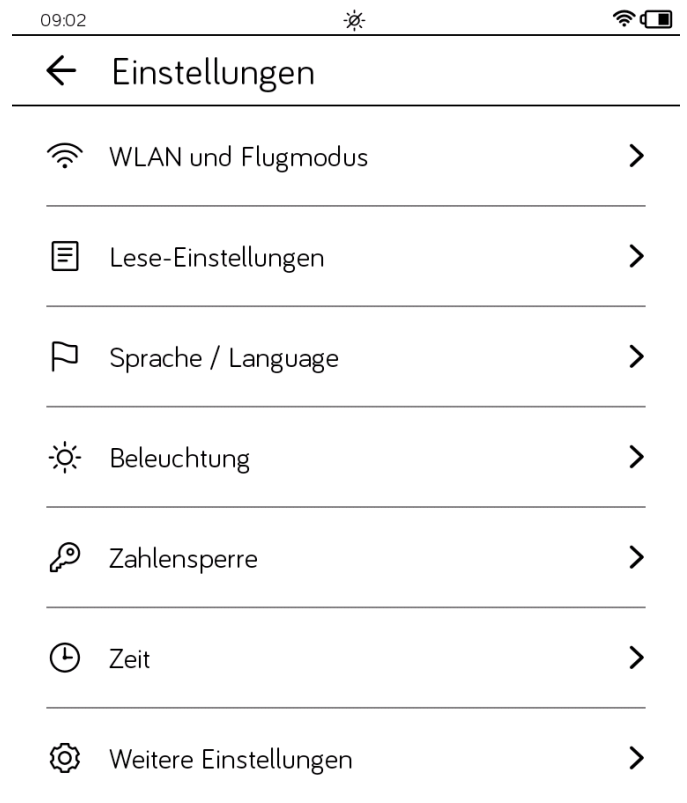 09:02
Einstellungen
WLAN und Flugmodus
Lese-Einstellungen
Sprache / Language
Beleuchtung
Zahlensperre
Zeit
Weitere Einstellungen